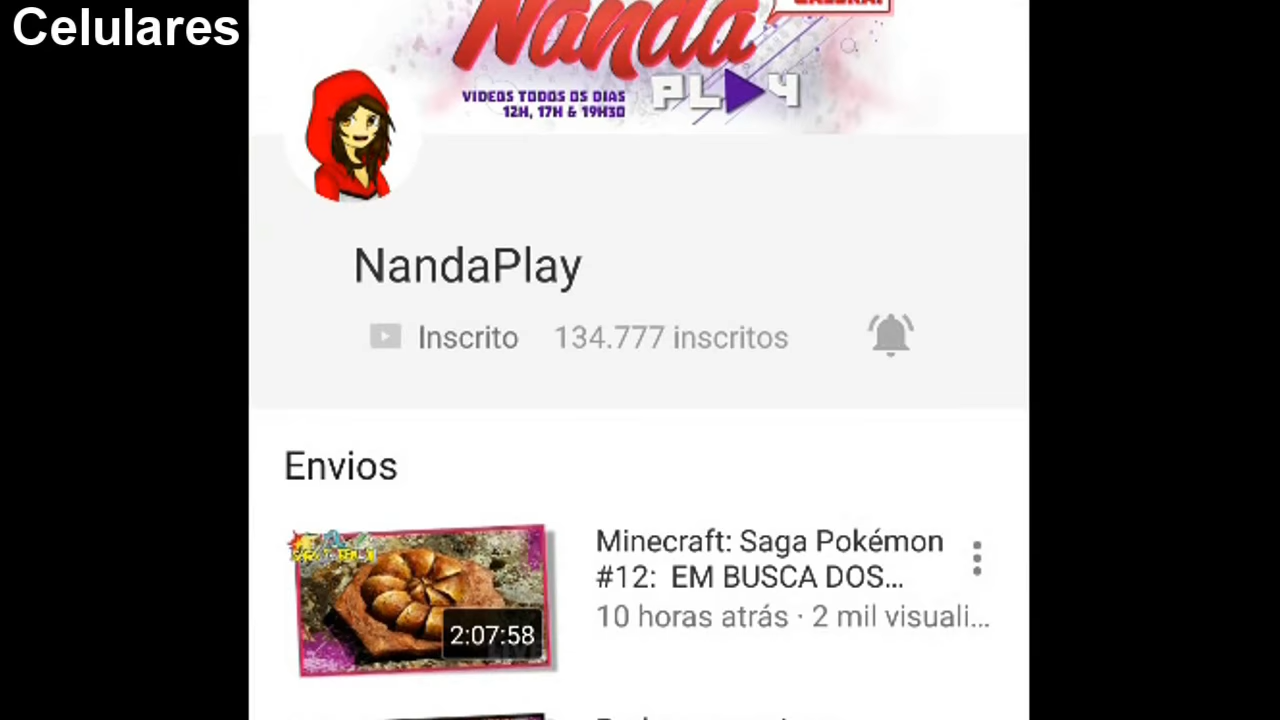 Celulares
Nanda
PLAY
VIDEOS TODOS OS DIAS
12H, 17H & 19H30
NandaPlay
Inscrito 134.777 inscritos
Envios
Minecraft: Saga Pokémon
#12: EM BUSCA DOS...
10 horas atrás · 2 mil visuali...
2:07:58